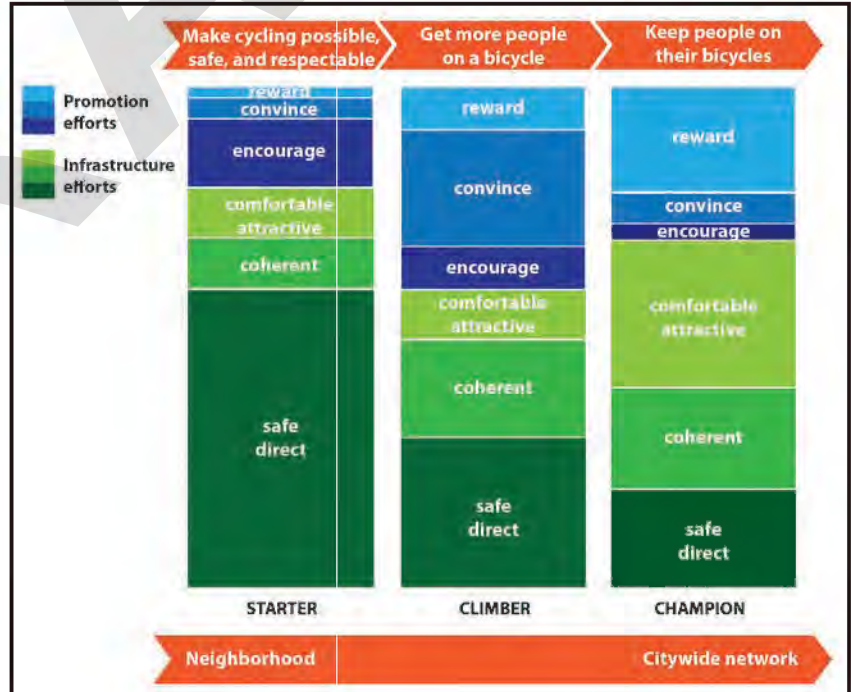 Make cycling possible,
safe, and respectable
Get more people
on a bicycle
Keep people on
their bicycles
Promotion
efforts
Infrastructure
efforts
reward
convince
encourage
comfortable
attractive
coherent
safe
direct
STARTER
reward
convince
encourage
comfortable
attractive
coherent
safe
direct
CLIMBER
reward
convince
encourage
comfortable
attractive
coherent
safe
direct
CHAMPION
Neighborhood
Citywide network